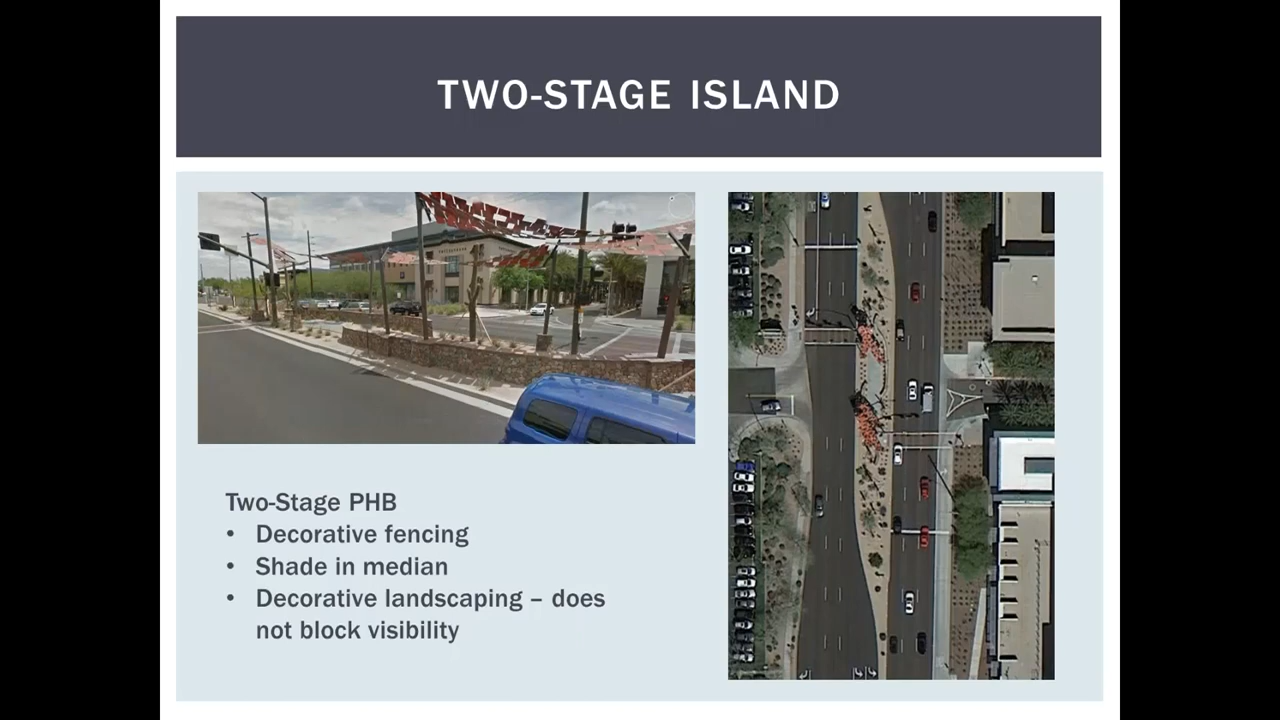 TWO-STAGE ISLAND
Two-Stage PHB
• Decorative fencing
• Shade in median
• Decorative landscaping – does
not block visibility